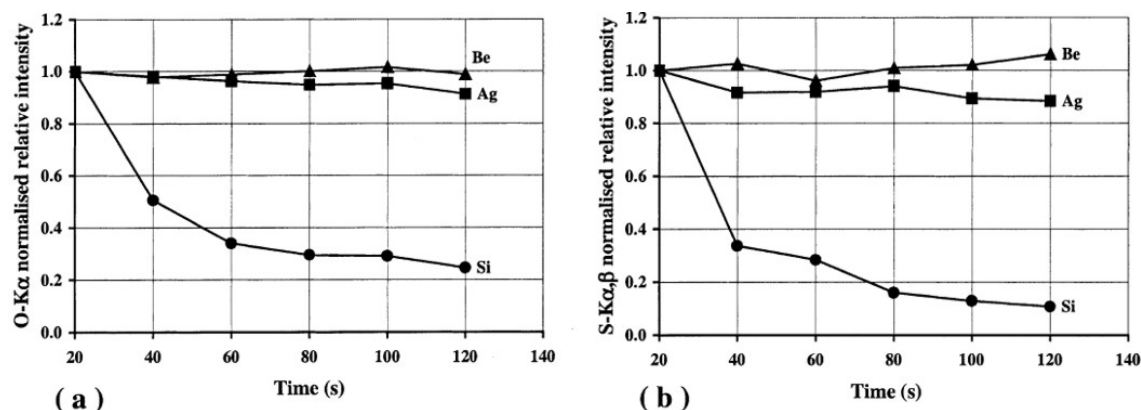 O-Kα normalised relative intensity
1.2
1.0
0.8
0.6
0.4
0.2
0.0
Be
Ag
Si
20 40 60 80 100 120 140
Time (s)
( a )
S-Kα,β normalised relative intensity
1.2
1.0
0.8
0.6
0.4
0.2
0.0
Be
Ag
Si
20 40 60 80 100 120 140
Time (s)
( b )